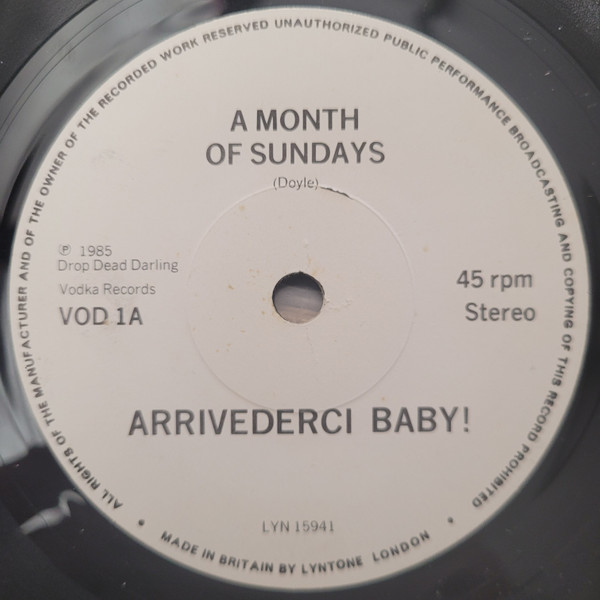 ALL RIGHTS OF THE MANUFACTURER AND OF THE OWNER OF THE RECORDED WORK RESERVED UNAUTHORIZED PUBLIC PERFORMANCE BROADCASTING AND COPYING OF THIS RECORD PROHIBITED
A MONTH
OF SUNDAYS
(Doyle)
℗ 1985
Drop Dead Darling
Vodka Records
VOD 1A
45 rpm
Stereo
ARRIVEDERCI BABY!
LYN 15941
• MADE IN BRITAIN BY LYNTONE LONDON •